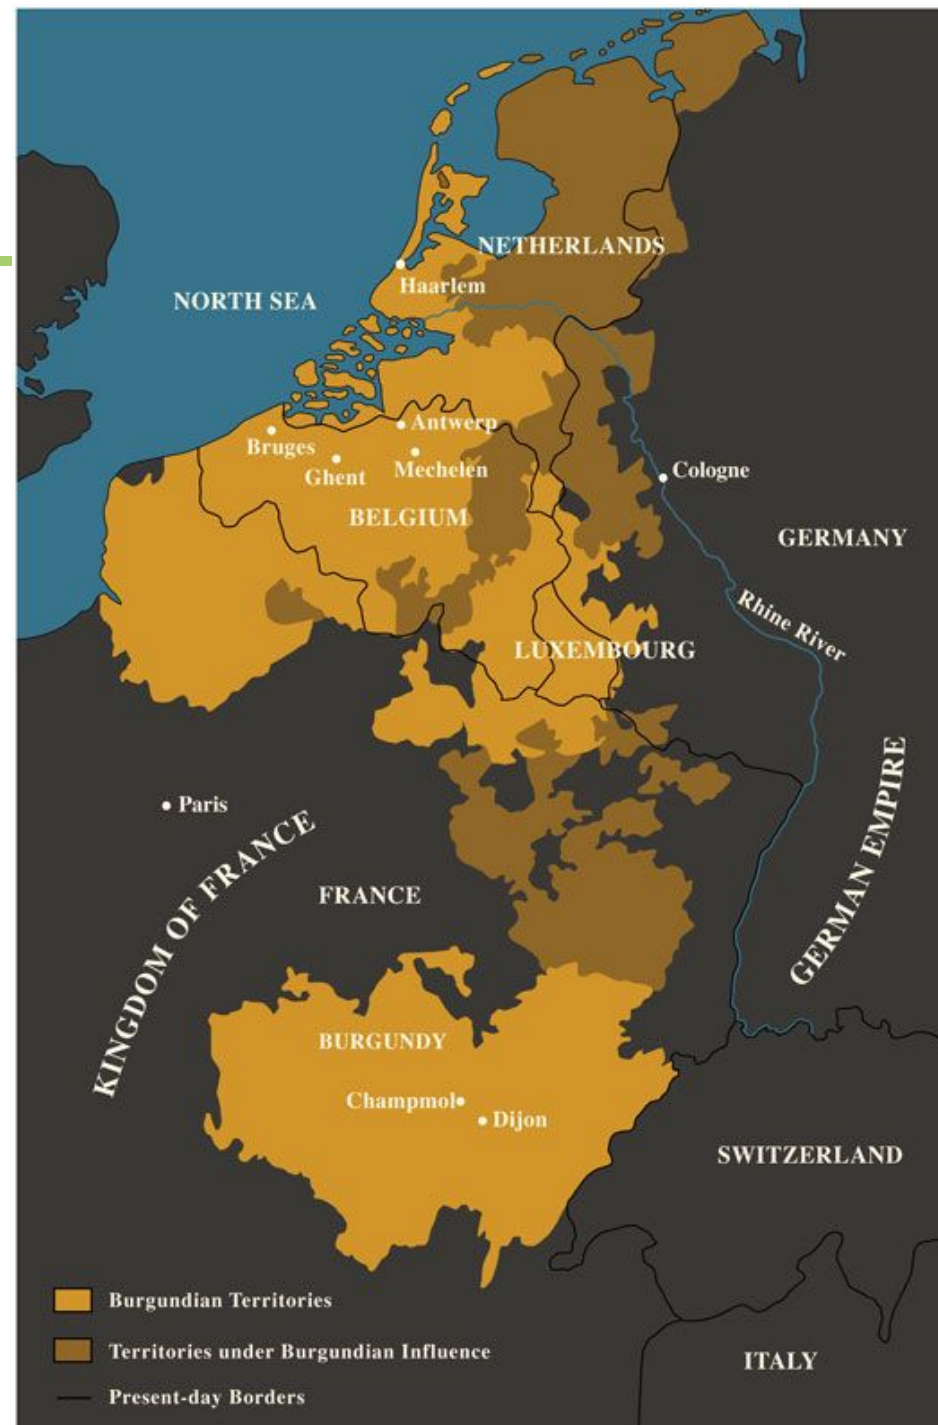 NETHERLANDS
Haarlem
NORTH SEA
Antwerp
Bruges
Ghent
Mechelen
Cologne
BELGIUM
GERMANY
Rhine River
LUXEMBOURG
Paris
KINGDOM OF FRANCE
GERMAN EMPIRE
FRANCE
BURGUNDY
Champmol
Dijon
SWITZERLAND
Burgundian Territories
Territories under Burgundian Influence
ITALY
Present-day Borders